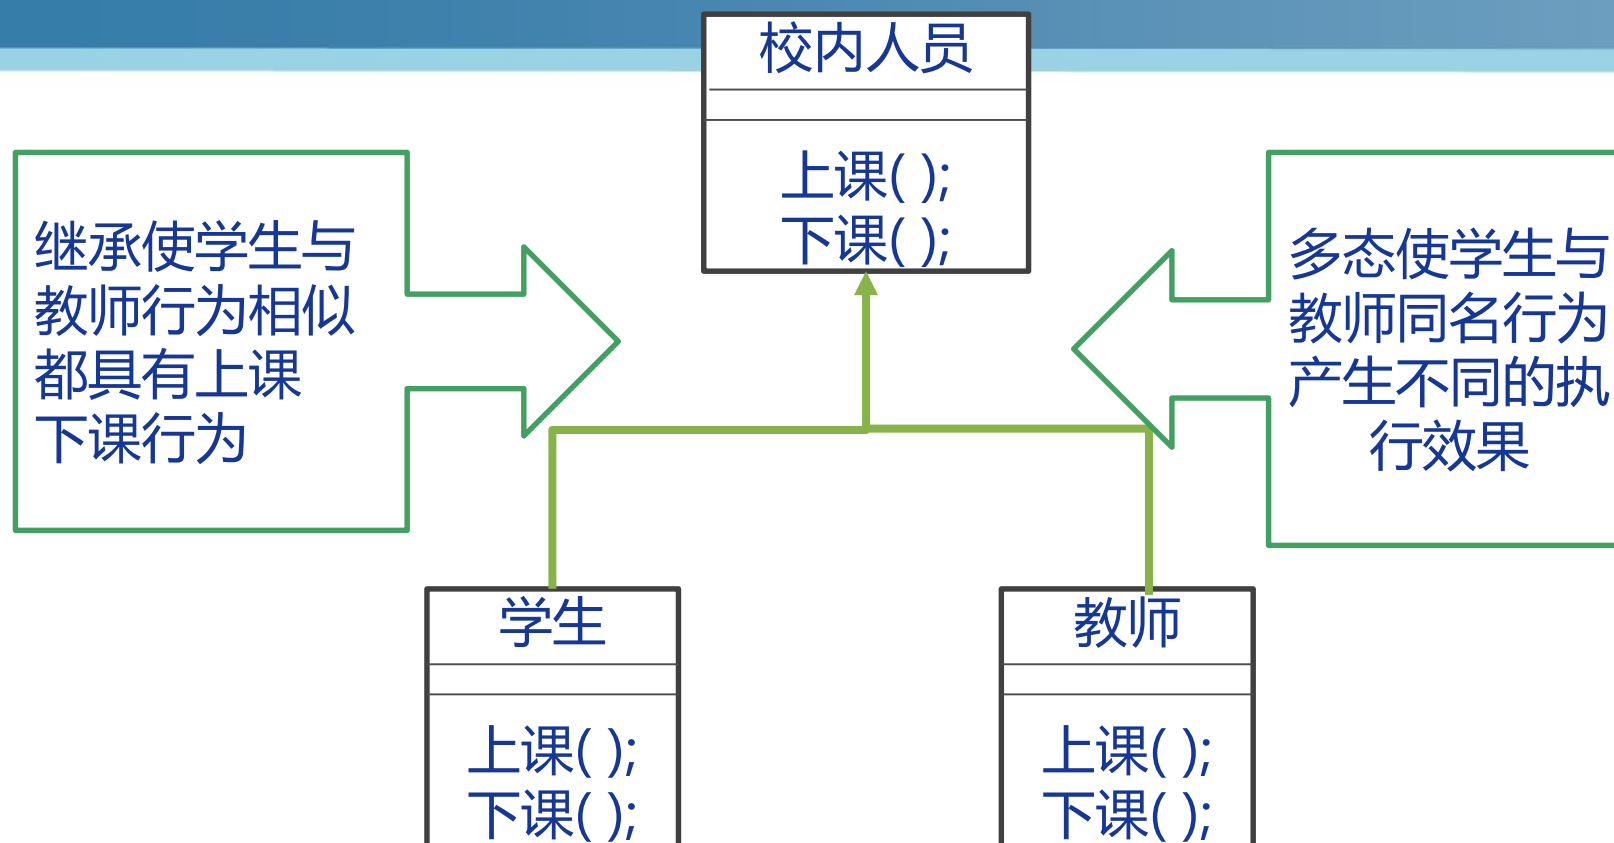 校内人员
上课( );
下课( );
继承使学生与
教师行为相似
都具有上课
下课行为
多态使学生与
教师同名行为
产生不同的执
行效果
学生
上课( );
下课( );
教师
上课( );
下课( );